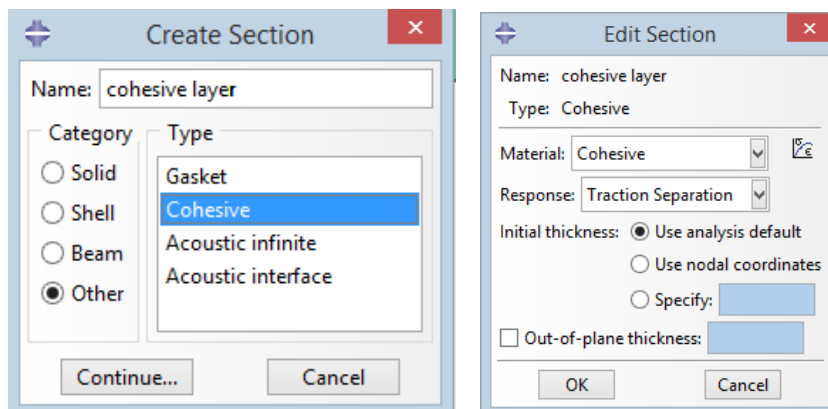 Create Section
Name: cohesive layer
Category
Type
Solid
Shell
Beam
Other
Gasket
Cohesive
Acoustic infinite
Acoustic interface
Continue...
Cancel
Edit Section
Name: cohesive layer
Type: Cohesive
Material: Cohesive
Response: Traction Separation
Initial thickness: Use analysis default
Use nodal coordinates
Specify:
Out-of-plane thickness:
OK
Cancel